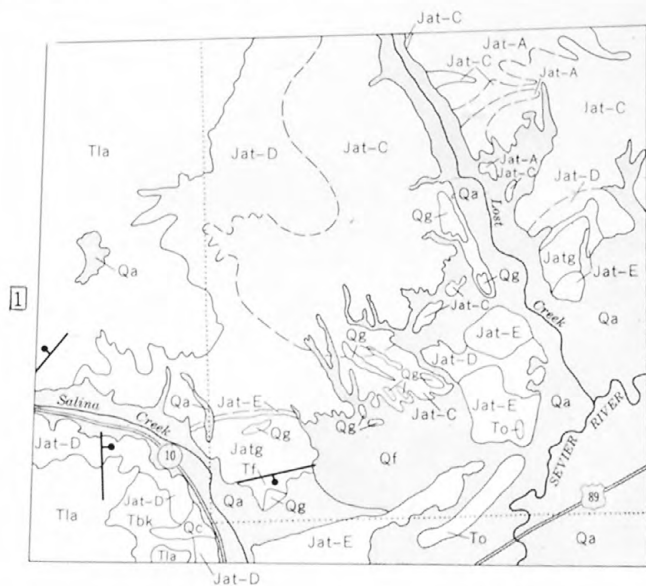 Jat-C
Jat-A
Jat-C
Jat-A
Jat-C
Tla
Jat-D
Jat-C
Jat-A
Jat-C
Jat-D
Qa
Lost
Qg
Jatg
Qa
Qg
Jat-E
1
Jat-C
Creek
Qa
Jat-E
Qg
Jat-D
Qg
Salina
Qa
Jat-E
Jat-C
Jat-E
Qa
Creek
Qg
Qg
To
Jat-D
10
Jatg
Qf
SEVIER RIVER
Tf
Jat-D
89
Tla
Tbk
Qa
Qg
Qc
Jat-E
To
Qa
Tla
Jat-D